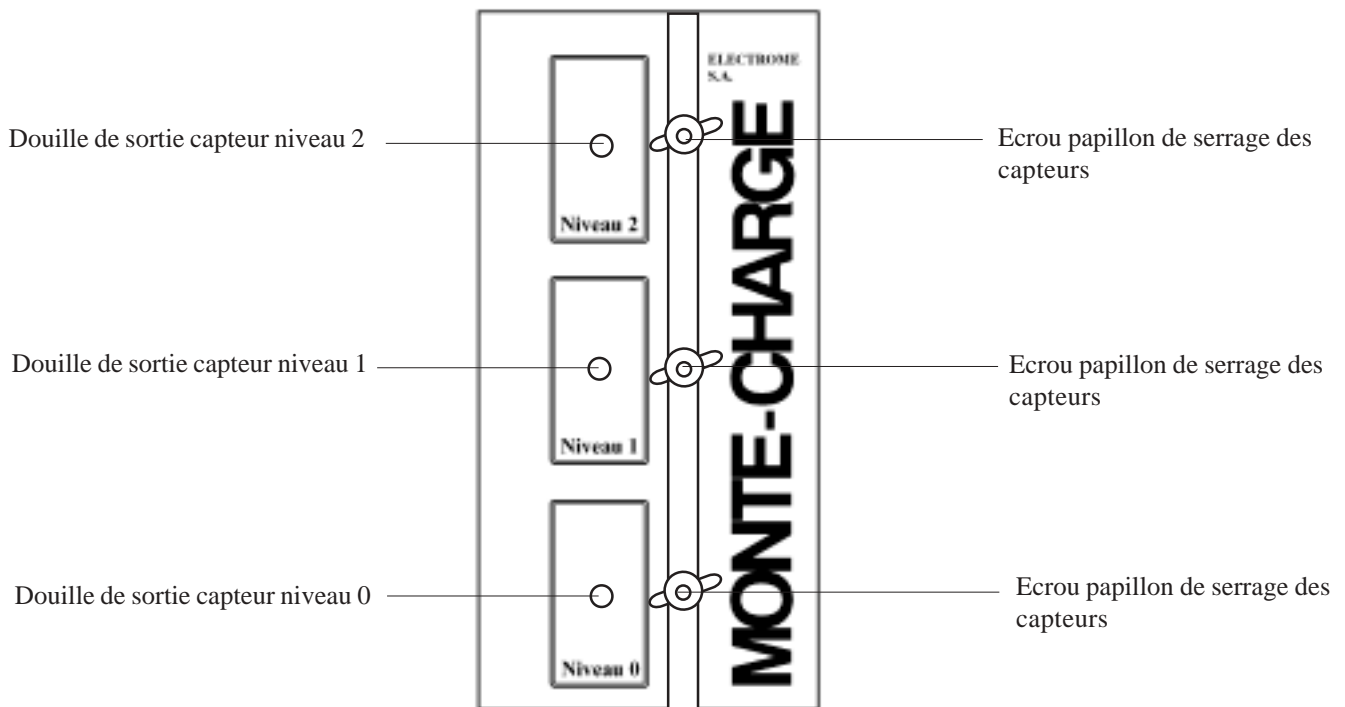 ELECTROME
S.A.
MONTE-CHARGE
Douille de sortie capteur niveau 2
Niveau 2
Ecrou papillon de serrage des
capteurs
Douille de sortie capteur niveau 1
Niveau 1
Ecrou papillon de serrage des
capteurs
Douille de sortie capteur niveau 0
Niveau 0
Ecrou papillon de serrage des
capteurs